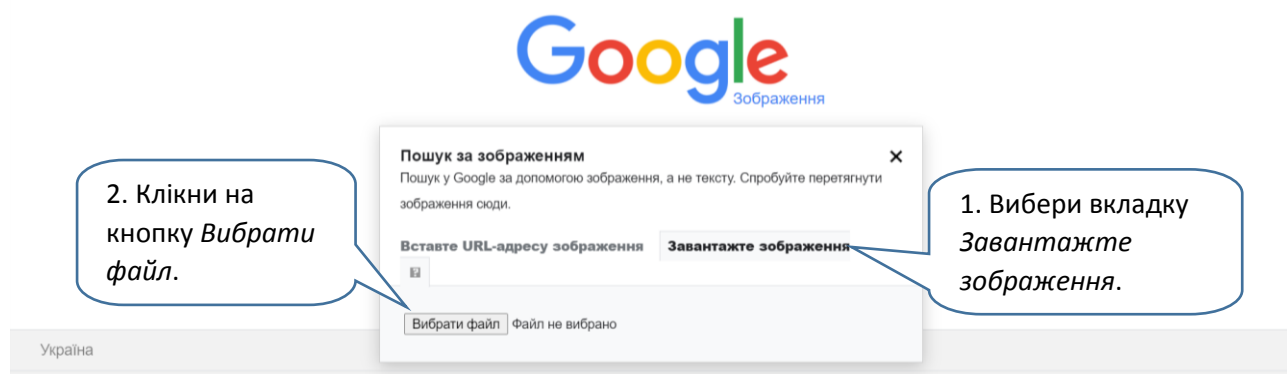 Google
Зображення
Пошук за зображенням
Пошук у Google за допомогою зображення, а не тексту. Спробуйте перетягнути
зображення сюди.
Вставте URL-адресу зображення Завантажте зображення
?
Вибрати файл Файл не вибрано
2. Клікни на
кнопку Вибрати
файл.
1. Вибери вкладку
Завантажте
зображення.
Україна